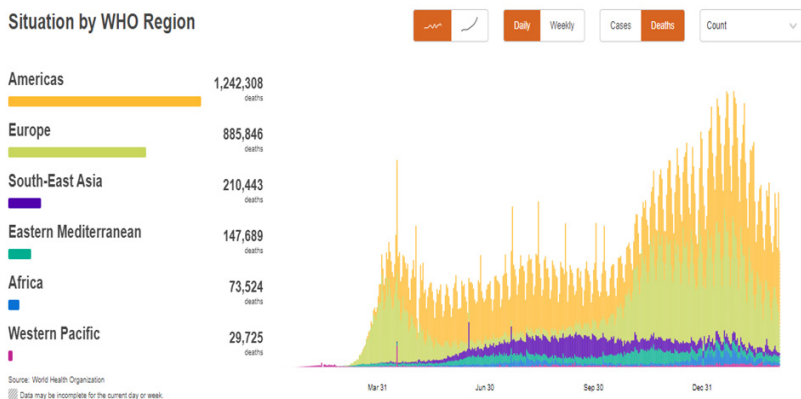 Situation by WHO Region
Daily
Weekly
Cases
Deaths
Count
Americas
1,242,308
deaths
Europe
885,846
deaths
South-East Asia
210,443
deaths
Eastern Mediterranean
147,689
deaths
Africa
73,524
deaths
Western Pacific
29,725
deaths
Mar 31
Jun 30
Sep 30
Dec 31
Source: World Health Organization
Data may be incomplete for the current day or week.